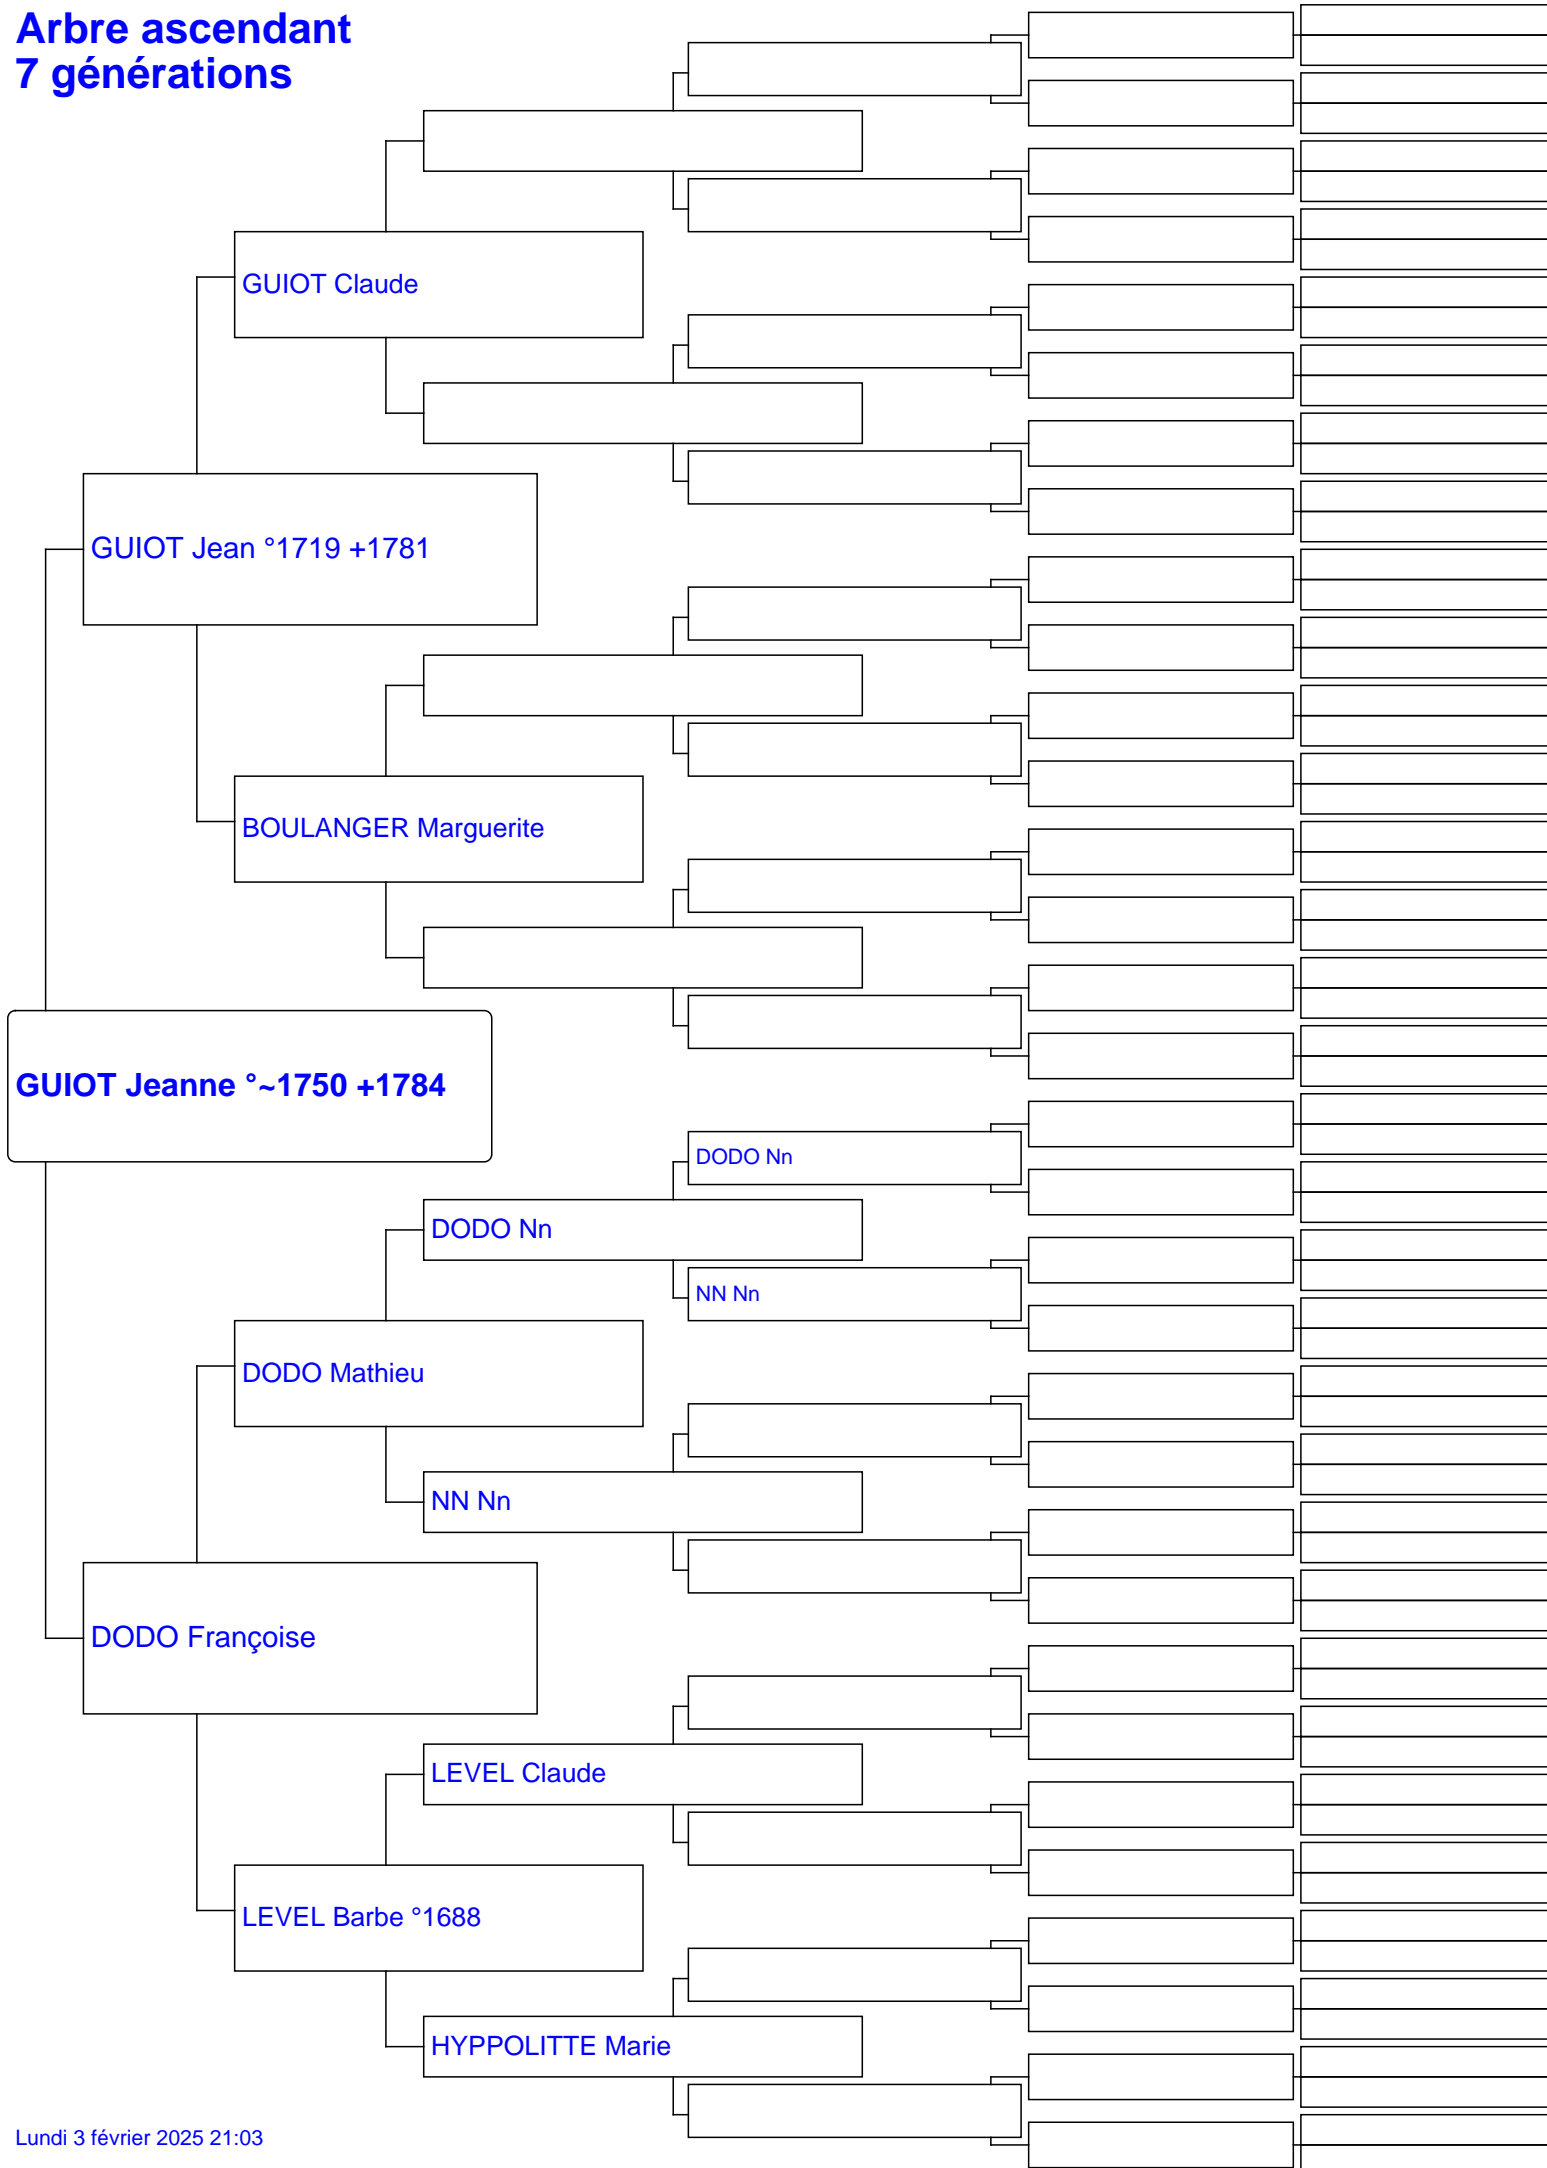 Arbre ascendant
7 générations
GUIOT Claude
GUIOT Jean °1719 +1781
BOULANGER Marguerite
GUIOT Jeanne °~1750 +1784
DODO Nn
DODO Nn
NN Nn
DODO Mathieu
NN Nn
DODO Françoise
LEVEL Claude
LEVEL Barbe °1688
HYPPOLITTE Marie
Lundi 3 février 2025 21:03